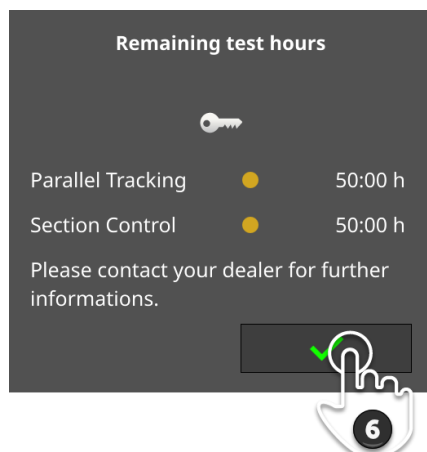 Remaining test hours
Parallel Tracking 50:00 h
Section Control 50:00 h
Please contact your dealer for further
informations.
6